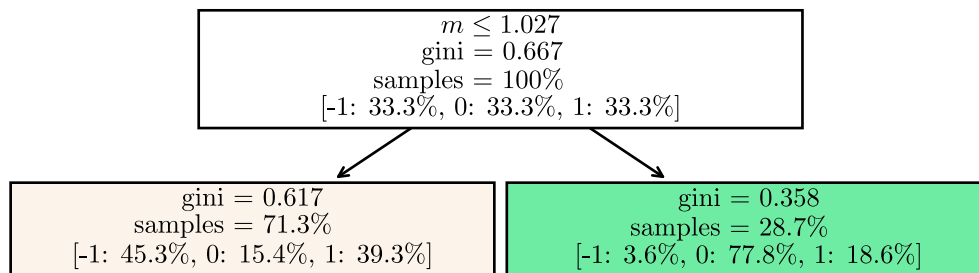 m ≤ 1.027
gini = 0.667
samples = 100%
[-1: 33.3%, 0: 33.3%, 1: 33.3%]
gini = 0.617
samples = 71.3%
[-1: 45.3%, 0: 15.4%, 1: 39.3%]
gini = 0.358
samples = 28.7%
[-1: 3.6%, 0: 77.8%, 1: 18.6%]